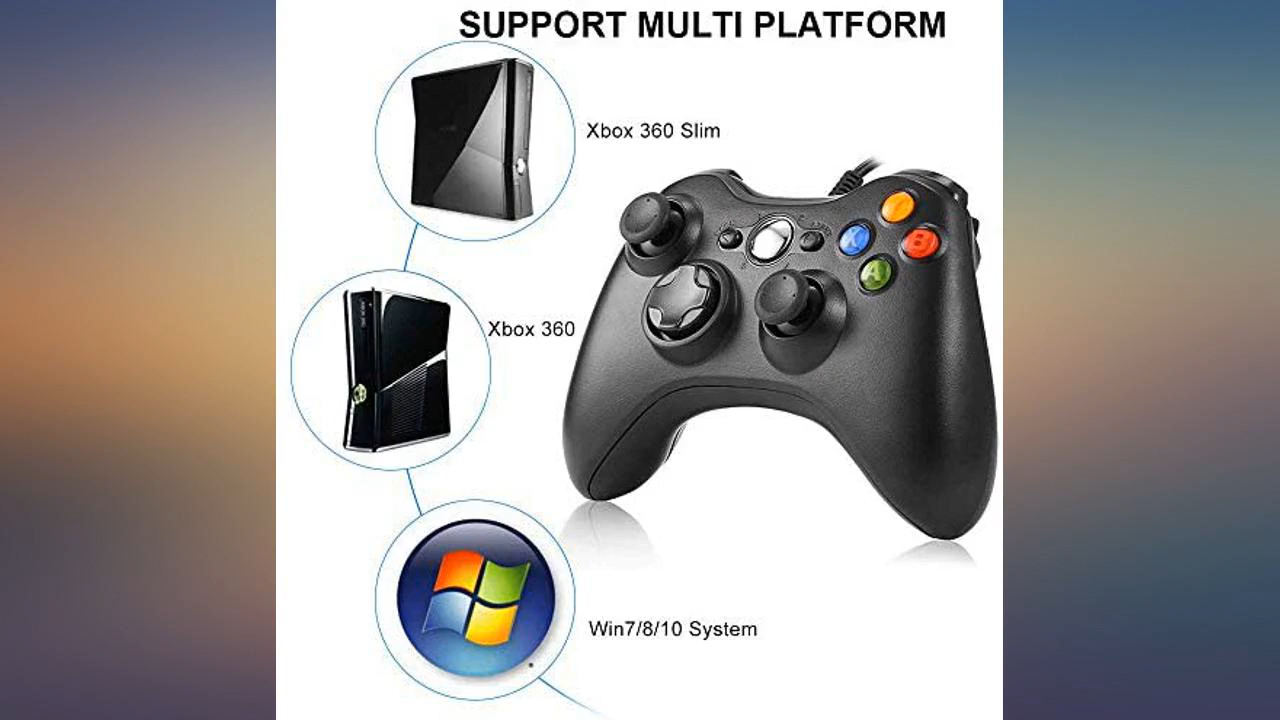 SUPPORT MULTI PLATFORM
Xbox 360 Slim
Xbox 360
Win7/8/10 System
B
A